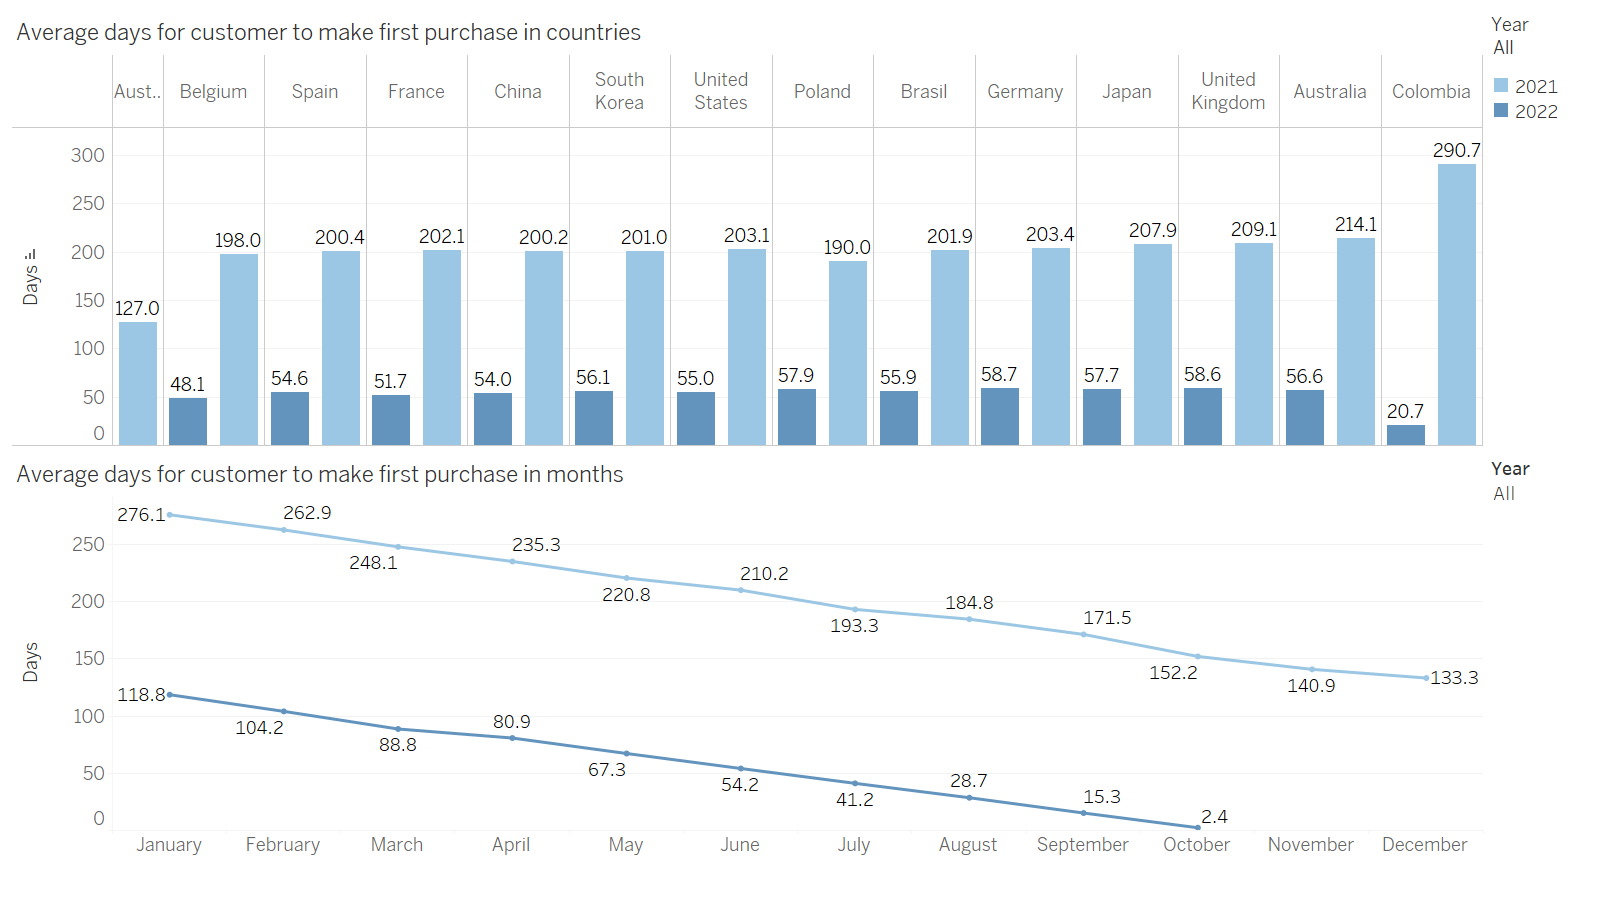 Average days for customer to make first purchase in countries
Year
All
2021
2022
Aust.. Belgium Spain France China South Korea United States Poland Brasil Germany Japan United Kingdom Australia Colombia
Days
300
250
200
150
100
50
0
127.0
48.1 198.0
54.6 200.4
51.7 202.1
54.0 200.2
56.1 201.0
55.0 203.1
57.9 190.0
55.9 201.9
58.7 203.4
57.7 207.9
58.6 209.1
56.6 214.1
20.7 290.7
Average days for customer to make first purchase in months
Year
All
Days
250
200
150
100
50
0
276.1 262.9 248.1 235.3 220.8 210.2 193.3 184.8 171.5 152.2 140.9 133.3
118.8 104.2 88.8 80.9 67.3 54.2 41.2 28.7 15.3 2.4
January February March April May June July August September October November December